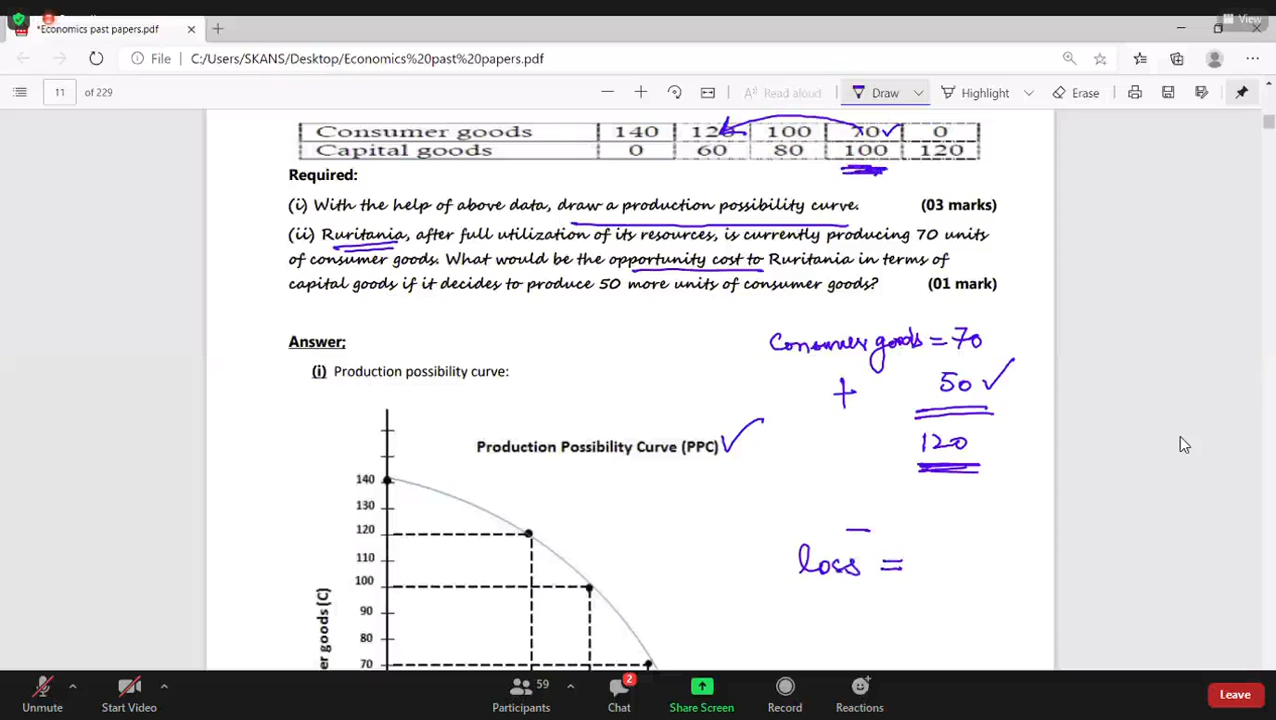 View
*Economics past papers.pdf
File C:/Users/SKANS/Desktop/Economics%20past%20papers.pdf
11 of 229 Read aloud Draw Highlight Erase
Consumer goods 140 120 100 70 0
Capital goods 0 60 80 100 120
Required:
(i) With the help of above data, draw a production possibility curve. (03 marks)
(ii) Ruritania, after full utilization of its resources, is currently producing 70 units
of consumer goods. What would be the opportunity cost to Ruritania in terms of
capital goods if it decides to produce 50 more units of consumer goods? (01 mark)
Answer:
Consumer goods = 70
(i) Production possibility curve:
+ 50
120
Production Possibility Curve (PPC)
loss =
140
130
120
110
100
90
80
70
er goods (C)
Unmute Start Video 59 Participants 2 Chat Share Screen Record Reactions Leave